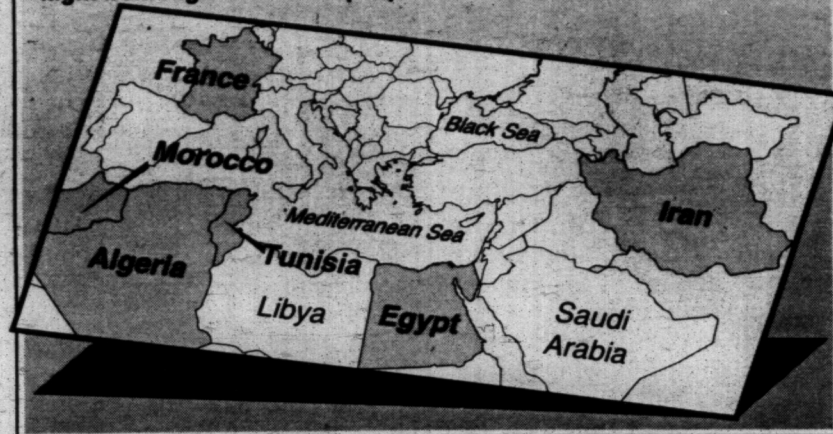 France
Black Sea
Morocco
Iran
Mediterranean Sea
Algeria
Tunisia
Libya
Egypt
Saudi
Arabia